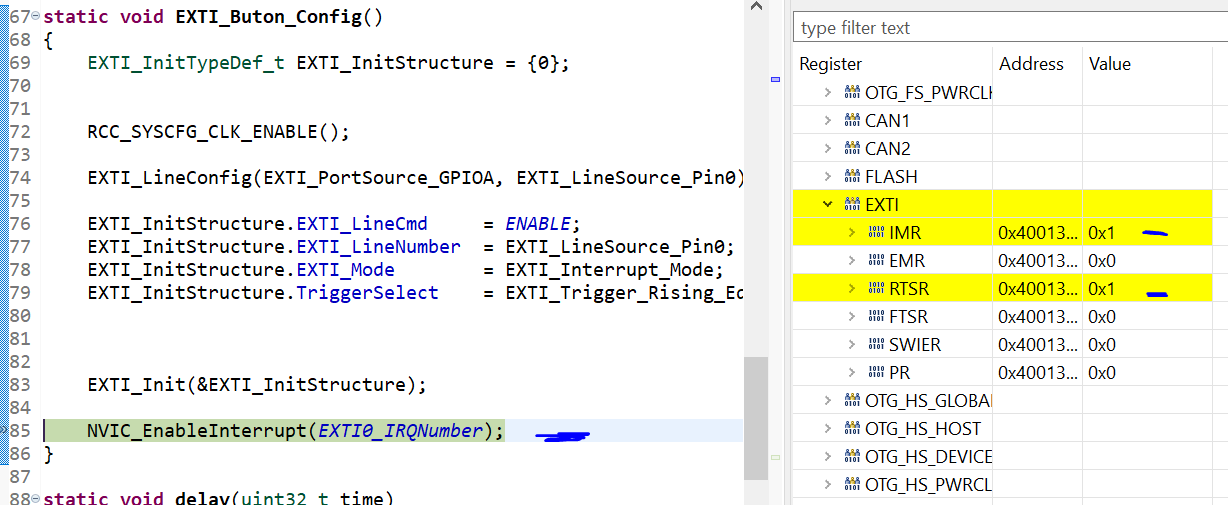 67 static void EXTI_Buton_Config()
68 {
69 EXTI_InitTypeDef_t EXTI_InitStructure = {0};
70
71
72 RCC_SYSCFG_CLK_ENABLE();
73
74 EXTI_LineConfig(EXTI_PortSource_GPIOA, EXTI_LineSource_Pin0)
75
76 EXTI_InitStructure.EXTI_LineCmd = ENABLE;
77 EXTI_InitStructure.EXTI_LineNumber = EXTI_LineSource_Pin0;
78 EXTI_InitStructure.EXTI_Mode = EXTI_Interrupt_Mode;
79 EXTI_InitStructure.TriggerSelect = EXTI_Trigger_Rising_Ed
80
81
82
83 EXTI_Init(&EXTI_InitStructure);
84
85 NVIC_EnableInterrupt(EXTI0_IRQNumber);
86 }
87
88 static void delay(uint32_t time)
type filter text
Register Address Value
OTG_FS_PWRCLK
CAN1
CAN2
FLASH
EXTI
IMR 0x40013... 0x1
EMR 0x40013... 0x0
RTSR 0x40013... 0x1
FTSR 0x40013... 0x0
SWIER 0x40013... 0x0
PR 0x40013... 0x0
OTG_HS_GLOBAL
OTG_HS_HOST
OTG_HS_DEVICE
OTG_HS_PWRCL